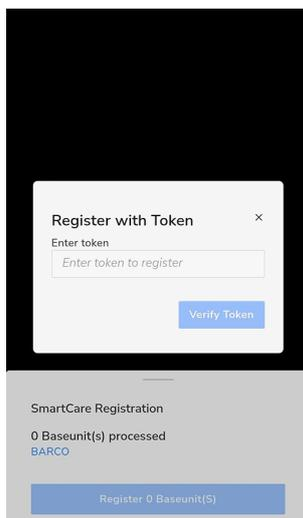 Register with Token
×
Enter token
Enter token to register
Verify Token
SmartCare Registration
0 Baseunit(s) processed
BARCO
Register 0 Baseunit(S)